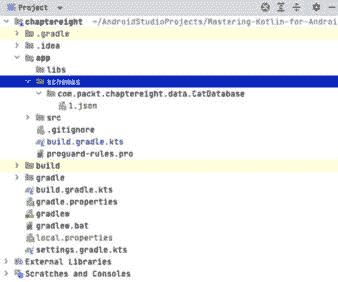 Project
chaptereight ~/AndroidStudioProjects/Mastering-Kotlin-for-Androi
.gradle
.idea
app
libs
schemas
com.packt.chaptereight.data.CatDatabase
1.json
src
.gitignore
build.gradle.kts
proguard-rules.pro
build
gradle
build.gradle.kts
gradle.properties
gradlew
gradlew.bat
local.properties
settings.gradle.kts
External Libraries
Scratches and Consoles